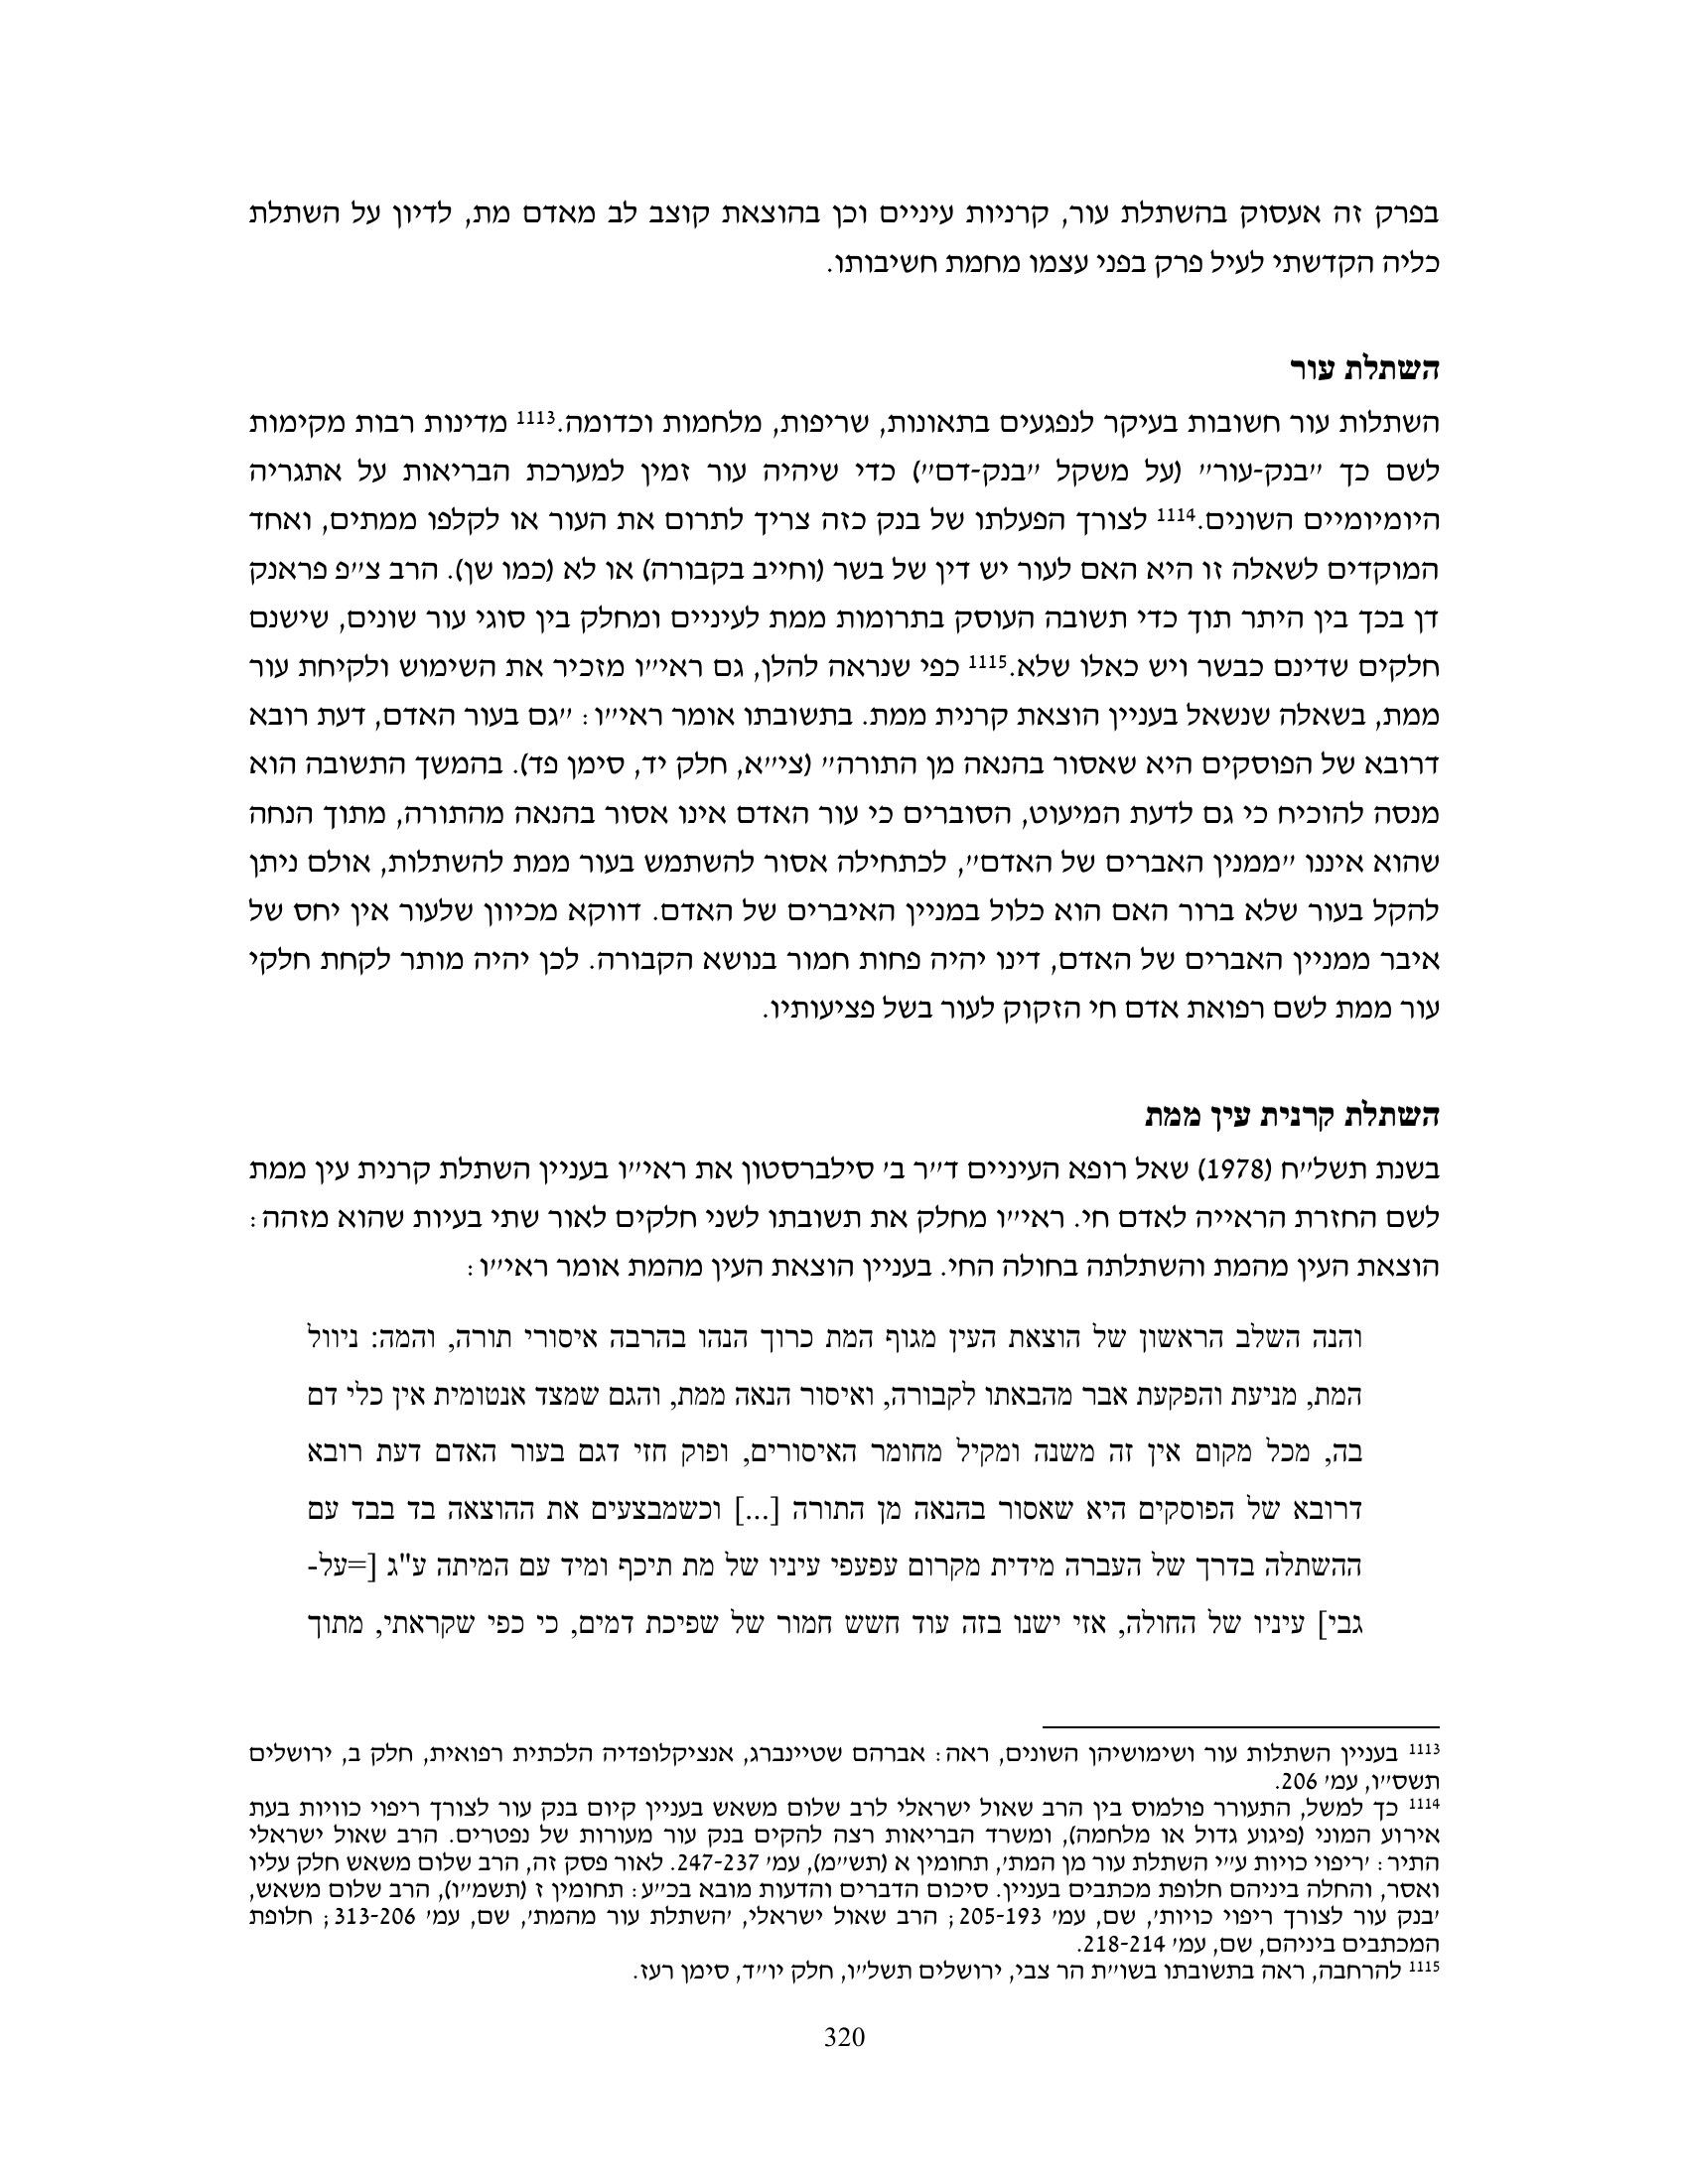 בפרק זה אעסוק בהשתלת עור, קרניות עיניים וכן בהוצאת קוצב לב מאדם מת, לדיון על השתלת
כליה הקדשתי לעיל פרק בפני עצמו מחמת חשיבותו.
השתלת עור
השתלות עור חשובות בעיקר לנפגעים בתאונות, שריפות, מלחמות וכדומה.1113 מדינות רבות מקימות
לשם כך ״בנק-עור״ (על משקל ״בנק-דם״) כדי שיהיה עור זמין למערכת הבריאות על אתגריה
היומיומיים השונים.1114 לצורך הפעלתו של בנק כזה צריך לתרום את העור או לקלפו ממתים, ואחד
המוקדים לשאלה זו היא האם לעור יש דין של בשר (וחייב בקבורה) או לא (כמו שן). הרב צ״פ פראנק
דן בכך בין היתר תוך כדי תשובה העוסק בתרומות ממת לעיניים ומחלק בין סוגי עור שונים, שישנם
חלקים שדינם כבשר ויש כאלו שלא.1115 כפי שנראה להלן, גם ראי״ו מזכיר את השימוש ולקיחת עור
ממת, בשאלה שנשאל בעניין הוצאת קרנית ממת. בתשובתו אומר ראי״ו: ״גם בעור האדם, דעת רובא
דרובא של הפוסקים היא שאסור בהנאה מן התורה״ (צי״א, חלק יד, סימן פד). בהמשך התשובה הוא
מנסה להוכיח כי גם לדעת המיעוט, הסוברים כי עור האדם אינו אסור בהנאה מהתורה, מתוך הנחה
שהוא איננו ״ממנין האברים של האדם״, לכתחילה אסור להשתמש בעור ממת להשתלות, אולם ניתן
להקל בעור שלא ברור האם הוא כלול במניין האיברים של האדם. דווקא מכיוון שלעור אין יחס של
איבר ממניין האברים של האדם, דינו יהיה פחות חמור בנושא הקבורה. לכן יהיה מותר לקחת חלקי
עור ממת לשם רפואת אדם חי הזקוק לעור בשל פציעותיו.
השתלת קרנית עין ממת
בשנת תשל״ח (1978) שאל רופא העיניים ד״ר ב׳ סילברסטון את ראי״ו בעניין השתלת קרנית עין ממת
לשם החזרת הראייה לאדם חי. ראי״ו מחלק את תשובתו לשני חלקים לאור שתי בעיות שהוא מזהה:
הוצאת העין מהמת והשתלתה בחולה החי. בעניין הוצאת העין מהמת אומר ראי״ו:
והנה השלב הראשון של הוצאת העין מגוף המת כרוך הנהו בהרבה איסורי תורה, והמה: ניוול
המת, מניעת והפקעת אבר מהבאתו לקבורה, ואיסור הנאה ממת, והגם שמצד אנטומית אין כלי דם
בה, מכל מקום אין זה משנה ומקיל מחומר האיסורים, ופוק חזי דגם בעור האדם דעת רובא
דרובא של הפוסקים היא שאסור בהנאה מן התורה [...] וכשמבצעים את ההוצאה בד בבד עם
ההשתלה בדרך של העברה מידית מקרום עפעפי עיניו של מת תיכף ומיד עם המיתה ע"ג [=על-
גבי] עיניו של החולה, אזי ישנו בזה עוד חשש חמור של שפיכת דמים, כי כפי שקראתי, מתוך
1113 בעניין השתלות עור ושימושיהן השונים, ראה: אברהם שטיינברג, אנציקלופדיה הלכתית רפואית, חלק ב, ירושלים
תשס״ו, עמ׳ 206.
1114 כך למשל, התעורר פולמוס בין הרב שאול ישראלי לרב שלום משאש בעניין קיום בנק עור לצורך ריפוי כוויות בעת
אירוע המוני (פיגוע גדול או מלחמה), ומשרד הבריאות רצה להקים בנק עור מעורות של נפטרים. הרב שאול ישראלי
התיר: ׳ריפוי כויות ע״י השתלת עור מן המת׳, תחומין א (תש״מ), עמ׳ 247-237. לאור פסק זה, הרב שלום משאש חלק עליו
ואסר, והחלה ביניהם חלופת מכתבים בעניין. סיכום הדברים והדעות מובא בכ״ע: תחומין ז (תשמ״ו), הרב שלום משאש,
׳בנק עור לצורך ריפוי כויות׳, שם, עמ׳ 205-193; הרב שאול ישראלי, ׳השתלת עור מהמת׳, שם, עמ׳ 313-206; חלופת
המכתבים ביניהם, שם, עמ׳ 218-214.
1115 להרחבה, ראה בתשובתו בשו״ת הר צבי, ירושלים תשל״ו, חלק יו״ד, סימן רעז.
320